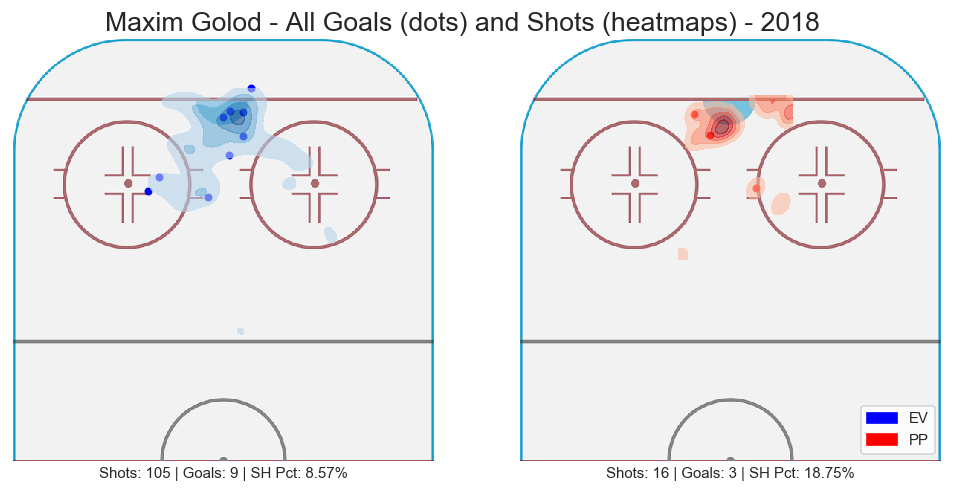 Maxim Golod - All Goals (dots) and Shots (heatmaps) - 2018
EV
PP
Shots: 105 | Goals: 9 | SH Pct: 8.57%
Shots: 16 | Goals: 3 | SH Pct: 18.75%